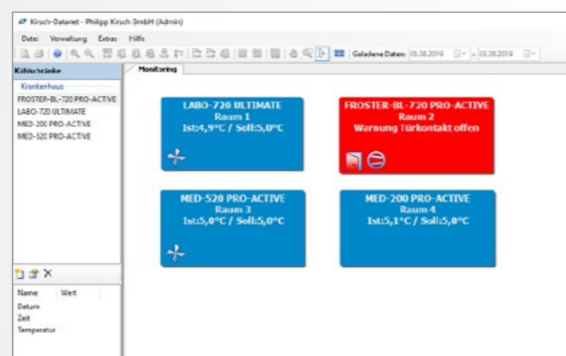 Kirsch-Datanet - Philipp Kirsch GmbH (Admin)
Datei Verwaltung Extras Hilfe
Geladene Daten: 05.08.2019 - 03.09.2019
Kühlschränke
Monitoring
Krankenhaus
FROSTER-BL-720 PRO-ACTIVE
LABO-720 ULTIMATE
MED-200 PRO-ACTIVE
MED-520 PRO-ACTIVE
LABO-720 ULTIMATE
Raum 1
Ist:4,9°C / Soll:5,0°C
FROSTER-BL-720 PRO-ACTIVE
Raum 2
Warnung Türkontakt offen
MED-520 PRO-ACTIVE
Raum 3
Ist:5,0°C / Soll:5,0°C
MED-200 PRO-ACTIVE
Raum 4
Ist:5,1°C / Soll:5,0°C
Name Wert
Datum
Zeit
Temperatur